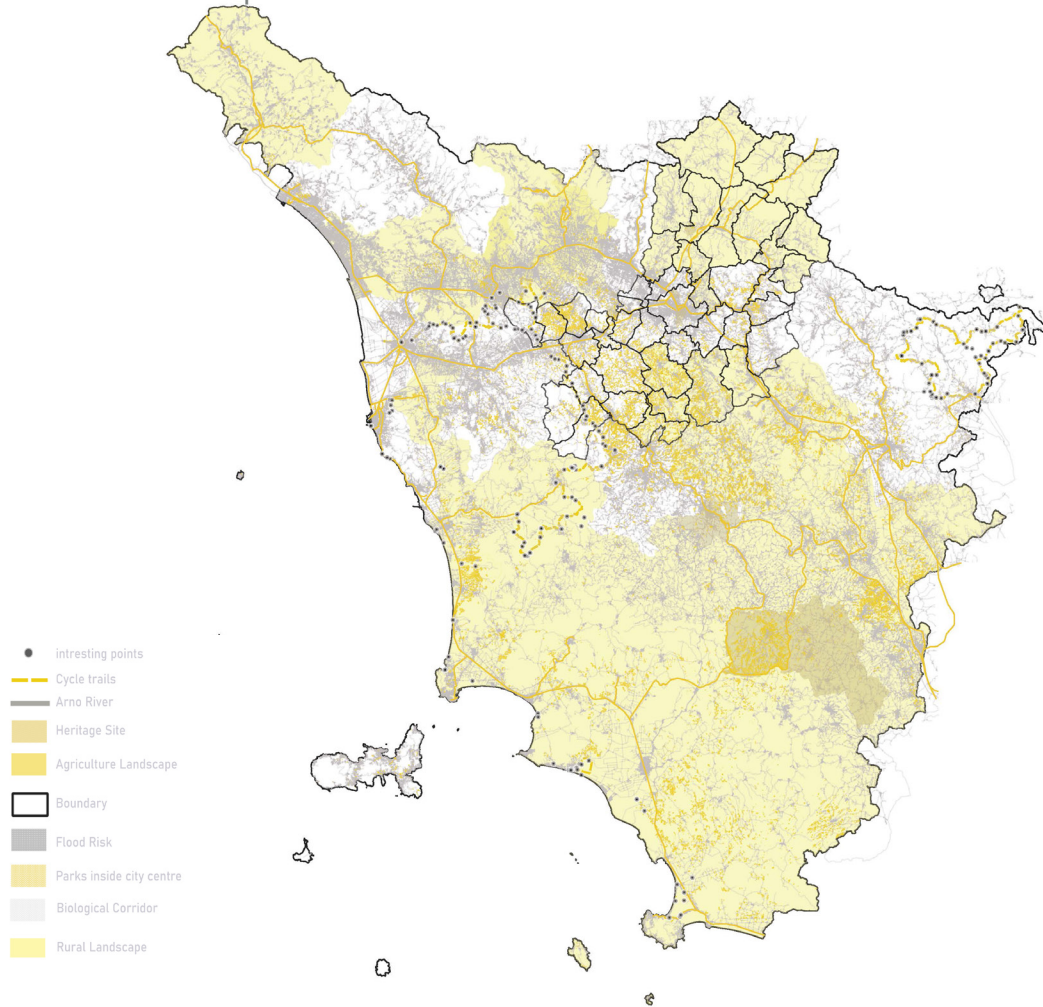 intresting points
Cycle trails
Arno River
Heritage Site
Agriculture Landscape
Boundary
Flood Risk
Parks inside city centre
Biological Corridor
Rural Landscape